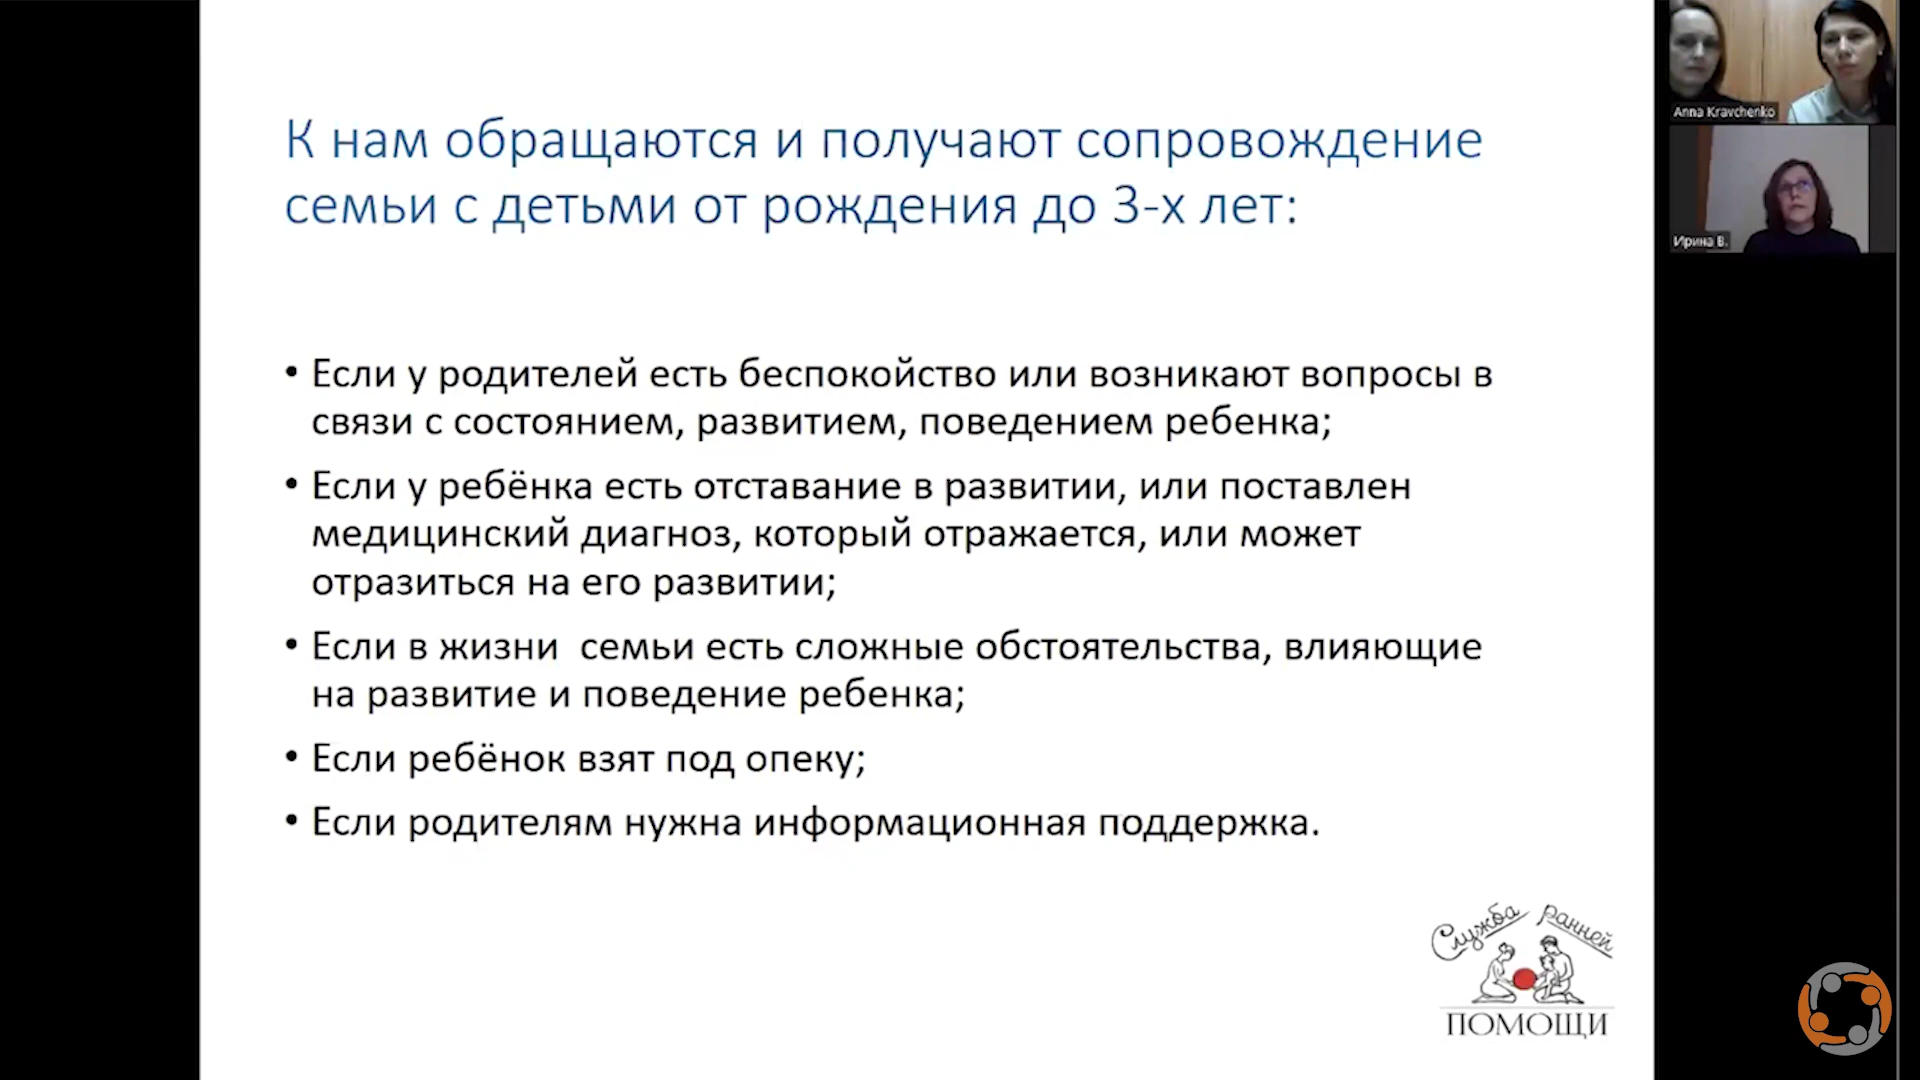 К нам обращаются и получают сопровождение
семьи с детьми от рождения до 3-х лет:
• Если у родителей есть беспокойство или возникают вопросы в
связи с состоянием, развитием, поведением ребенка;
• Если у ребёнка есть отставание в развитии, или поставлен
медицинский диагноз, который отражается, или может
отразиться на его развитии;
• Если в жизни  семьи есть сложные обстоятельства, влияющие
на развитие и поведение ребенка;
• Если ребёнок взят под опеку;
• Если родителям нужна информационная поддержка.
Служба ранней
ПОМОЩИ
Anna Kravchenko
Ирина В.